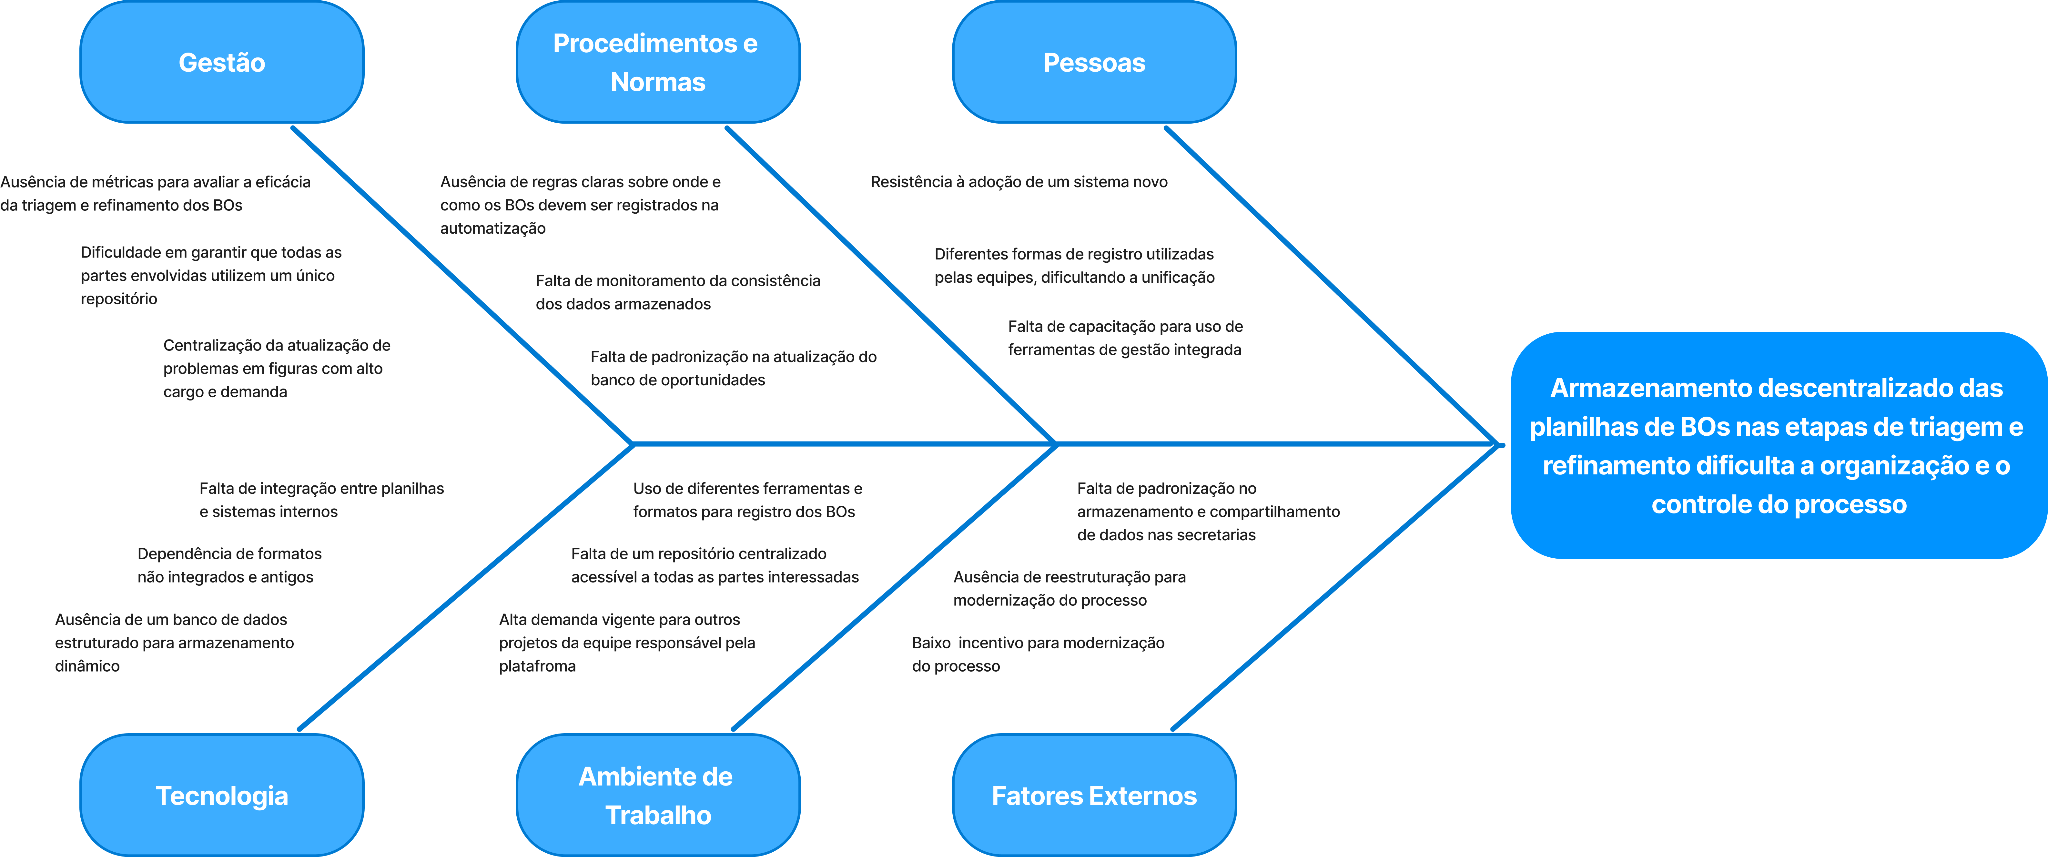 Gestão
Procedimentos e
Normas
Pessoas
Ausência de métricas para avaliar a eficácia
da triagem e refinamento dos BOs
Dificuldade em garantir que todas as
partes envolvidas utilizem um único
repositório
Centralização da atualização de
problemas em figuras com alto
cargo e demanda
Ausência de regras claras sobre onde e
como os BOs devem ser registrados na
automatização
Falta de monitoramento da consistência
dos dados armazenados
Falta de padronização na atualização do
banco de oportunidades
Resistência à adoção de um sistema novo
Diferentes formas de registro utilizadas
pelas equipes, dificultando a unificação
Falta de capacitação para uso de
ferramentas de gestão integrada
Armazenamento descentralizado das
planilhas de BOs nas etapas de triagem e
refinamento dificulta a organização e o
controle do processo
Falta de integração entre planilhas
e sistemas internos
Dependência de formatos
não integrados e antigos
Ausência de um banco de dados
estruturado para armazenamento
dinâmico
Uso de diferentes ferramentas e
formatos para registro dos BOs
Falta de um repositório centralizado
acessível a todas as partes interessadas
Alta demanda vigente para outros
projetos da equipe responsável pela
platafroma
Falta de padronização no
armazenamento e compartilhamento
de dados nas secretarias
Ausência de reestruturação para
modernização do processo
Baixo  incentivo para modernização
do processo
Tecnologia
Ambiente de
Trabalho
Fatores Externos